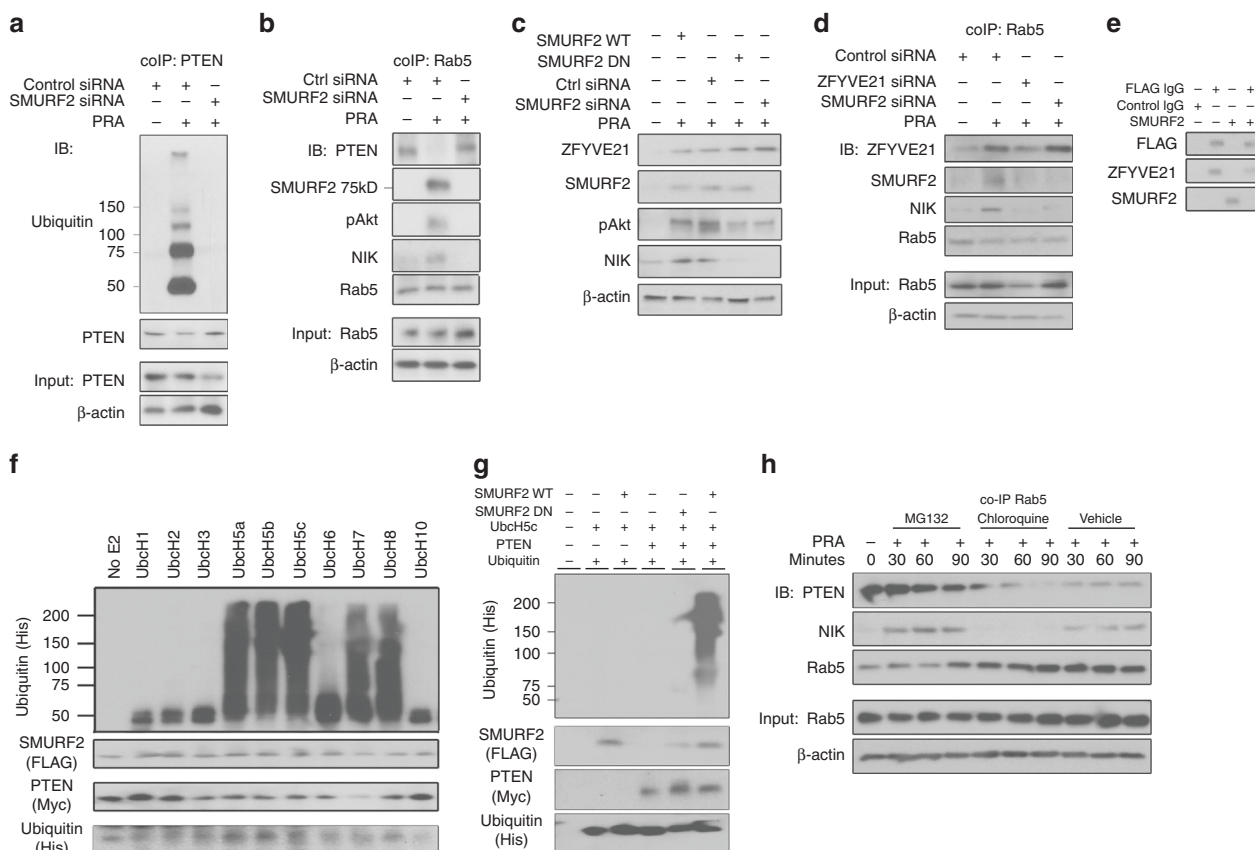 a
coIP: PTEN
Control siRNA + + –
SMURF2 siRNA – – +
PRA – + +
IB:
Ubiquitin
150
100
75
50
PTEN
Input: PTEN
β-actin
b
coIP: Rab5
Ctrl siRNA + + –
SMURF2 siRNA – – +
PRA – + +
IB: PTEN
SMURF2 75kD
pAkt
NIK
Rab5
Input: Rab5
β-actin
c
SMURF2 WT – + – – –
SMURF2 DN – – – + –
Ctrl siRNA – – + – –
SMURF2 siRNA – – – – +
PRA – + + + +
ZFYVE21
SMURF2
pAkt
NIK
β-actin
d
coIP: Rab5
Control siRNA + + – –
ZFYVE21 siRNA – – + –
SMURF2 siRNA – – – +
PRA – + + +
IB: ZFYVE21
SMURF2
NIK
Rab5
Input: Rab5
β-actin
e
FLAG IgG – + – +
Control IgG + – – –
SMURF2 – – + +
FLAG
ZFYVE21
SMURF2
f
No E2
UbcH1
UbcH2
UbcH3
UbcH5a
UbcH5b
UbcH5c
UbcH6
UbcH7
UbcH8
UbcH10
Ubiquitin (His)
200
150
100
75
50
SMURF2
(FLAG)
PTEN
(Myc)
Ubiquitin
(His)
g
SMURF2 WT – – + – – +
SMURF2 DN – – – – + –
UbcH5c – + + + + +
PTEN – – – + + +
Ubiquitin – + + + + +
Ubiquitin (His)
200
150
100
75
50
SMURF2
(FLAG)
PTEN
(Myc)
Ubiquitin
(His)
h
co-IP Rab5
MG132 Chloroquine Vehicle
PRA – + + + + + + + + +
Minutes 0 30 60 90 30 60 90 30 60 90
IB: PTEN
NIK
Rab5
Input: Rab5
β-actin